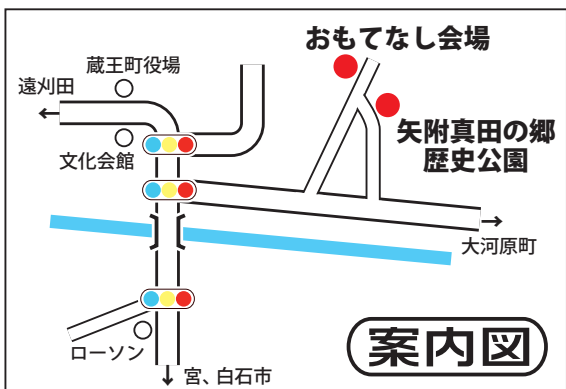 おもてなし会場
蔵王町役場
遠刈田
←
文化会館
矢附真田の郷
歴史公園
→
大河原町
ローソン
↓ 宮、白石市
案内図